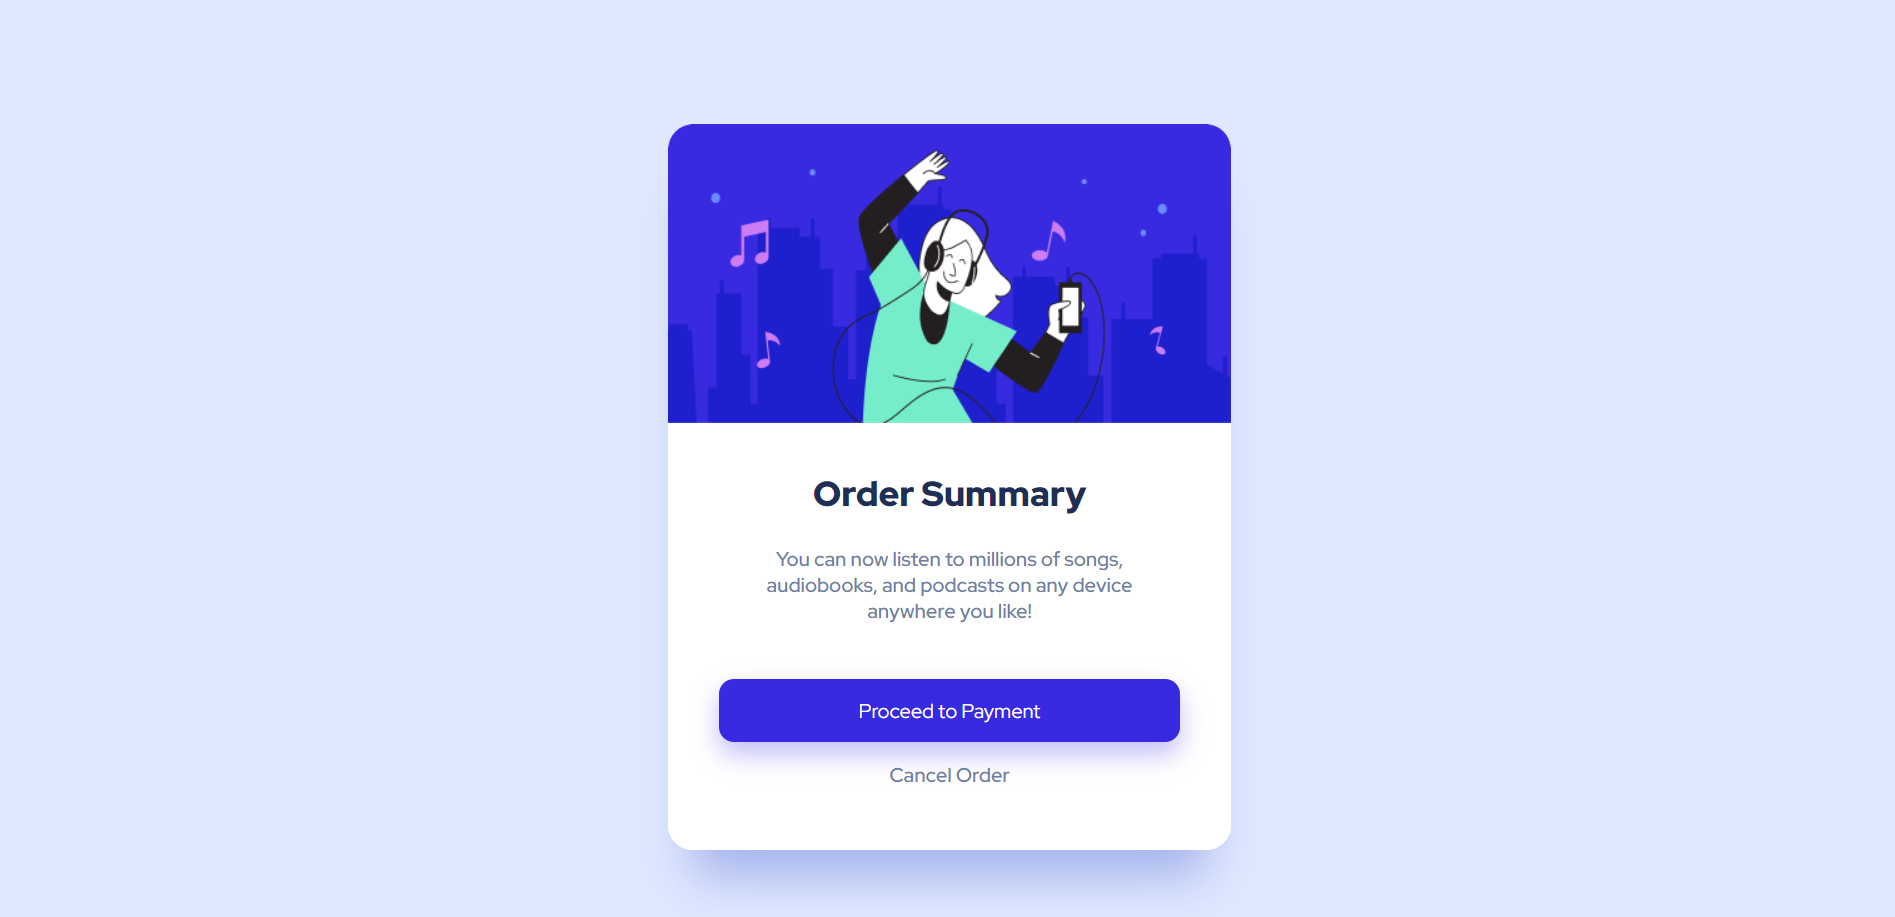 Order Summary
You can now listen to millions of songs,
audiobooks, and podcasts on any device
anywhere you like!
Proceed to Payment
Cancel Order